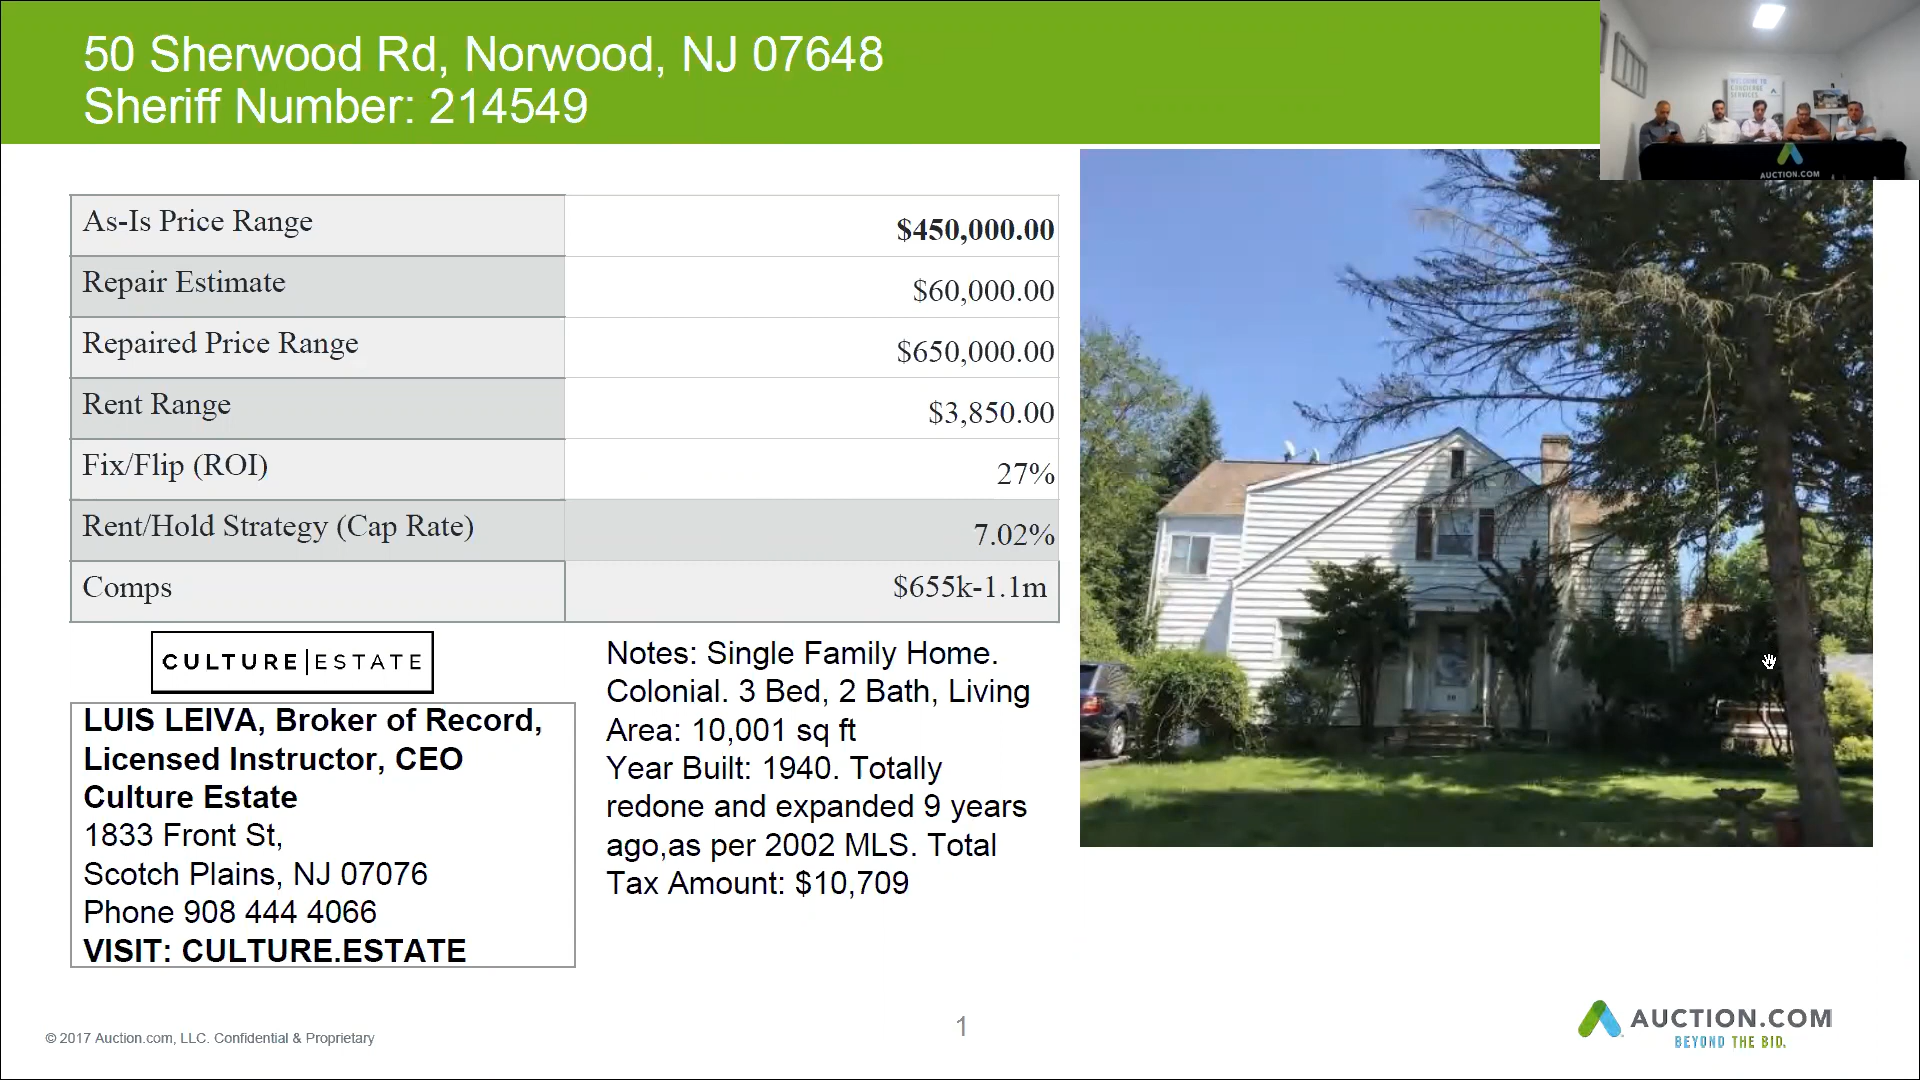 50 Sherwood Rd, Norwood, NJ 07648
Sheriff Number: 214549
WELCOME TO
CONCIERGE
SERVICES
AUCTION.COM
As-Is Price Range $450,000.00
Repair Estimate $60,000.00
Repaired Price Range $650,000.00
Rent Range $3,850.00
Fix/Flip (ROI) 27%
Rent/Hold Strategy (Cap Rate) 7.02%
Comps $655k-1.1m
CULTURE|ESTATE
LUIS LEIVA, Broker of Record,
Licensed Instructor, CEO
Culture Estate
1833 Front St,
Scotch Plains, NJ 07076
Phone 908 444 4066
VISIT: CULTURE.ESTATE
Notes: Single Family Home.
Colonial. 3 Bed, 2 Bath, Living
Area: 10,001 sq ft
Year Built: 1940. Totally
redone and expanded 9 years
ago,as per 2002 MLS. Total
Tax Amount: $10,709
© 2017 Auction.com, LLC. Confidential & Proprietary
1
AUCTION.COM
BEYOND THE BID.